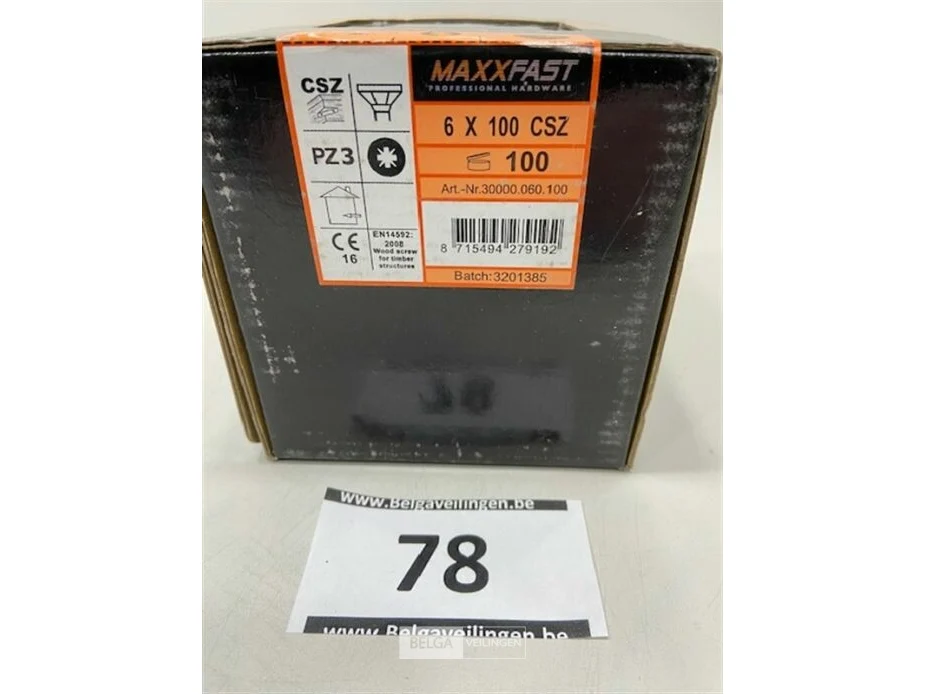 CSZ
PZ3
CE
16
EN14592:
2008
Wood screw
for timber
structures
MAXXFAST
PROFESSIONAL HARDWARE
6 X 100 CSZ
100
Art.-Nr.30000.060.100
8 715494 279192
Batch:3201385
www.Belgaveilingen.be
78
www.Belgaveilingen.be
BELGA VEILINGEN